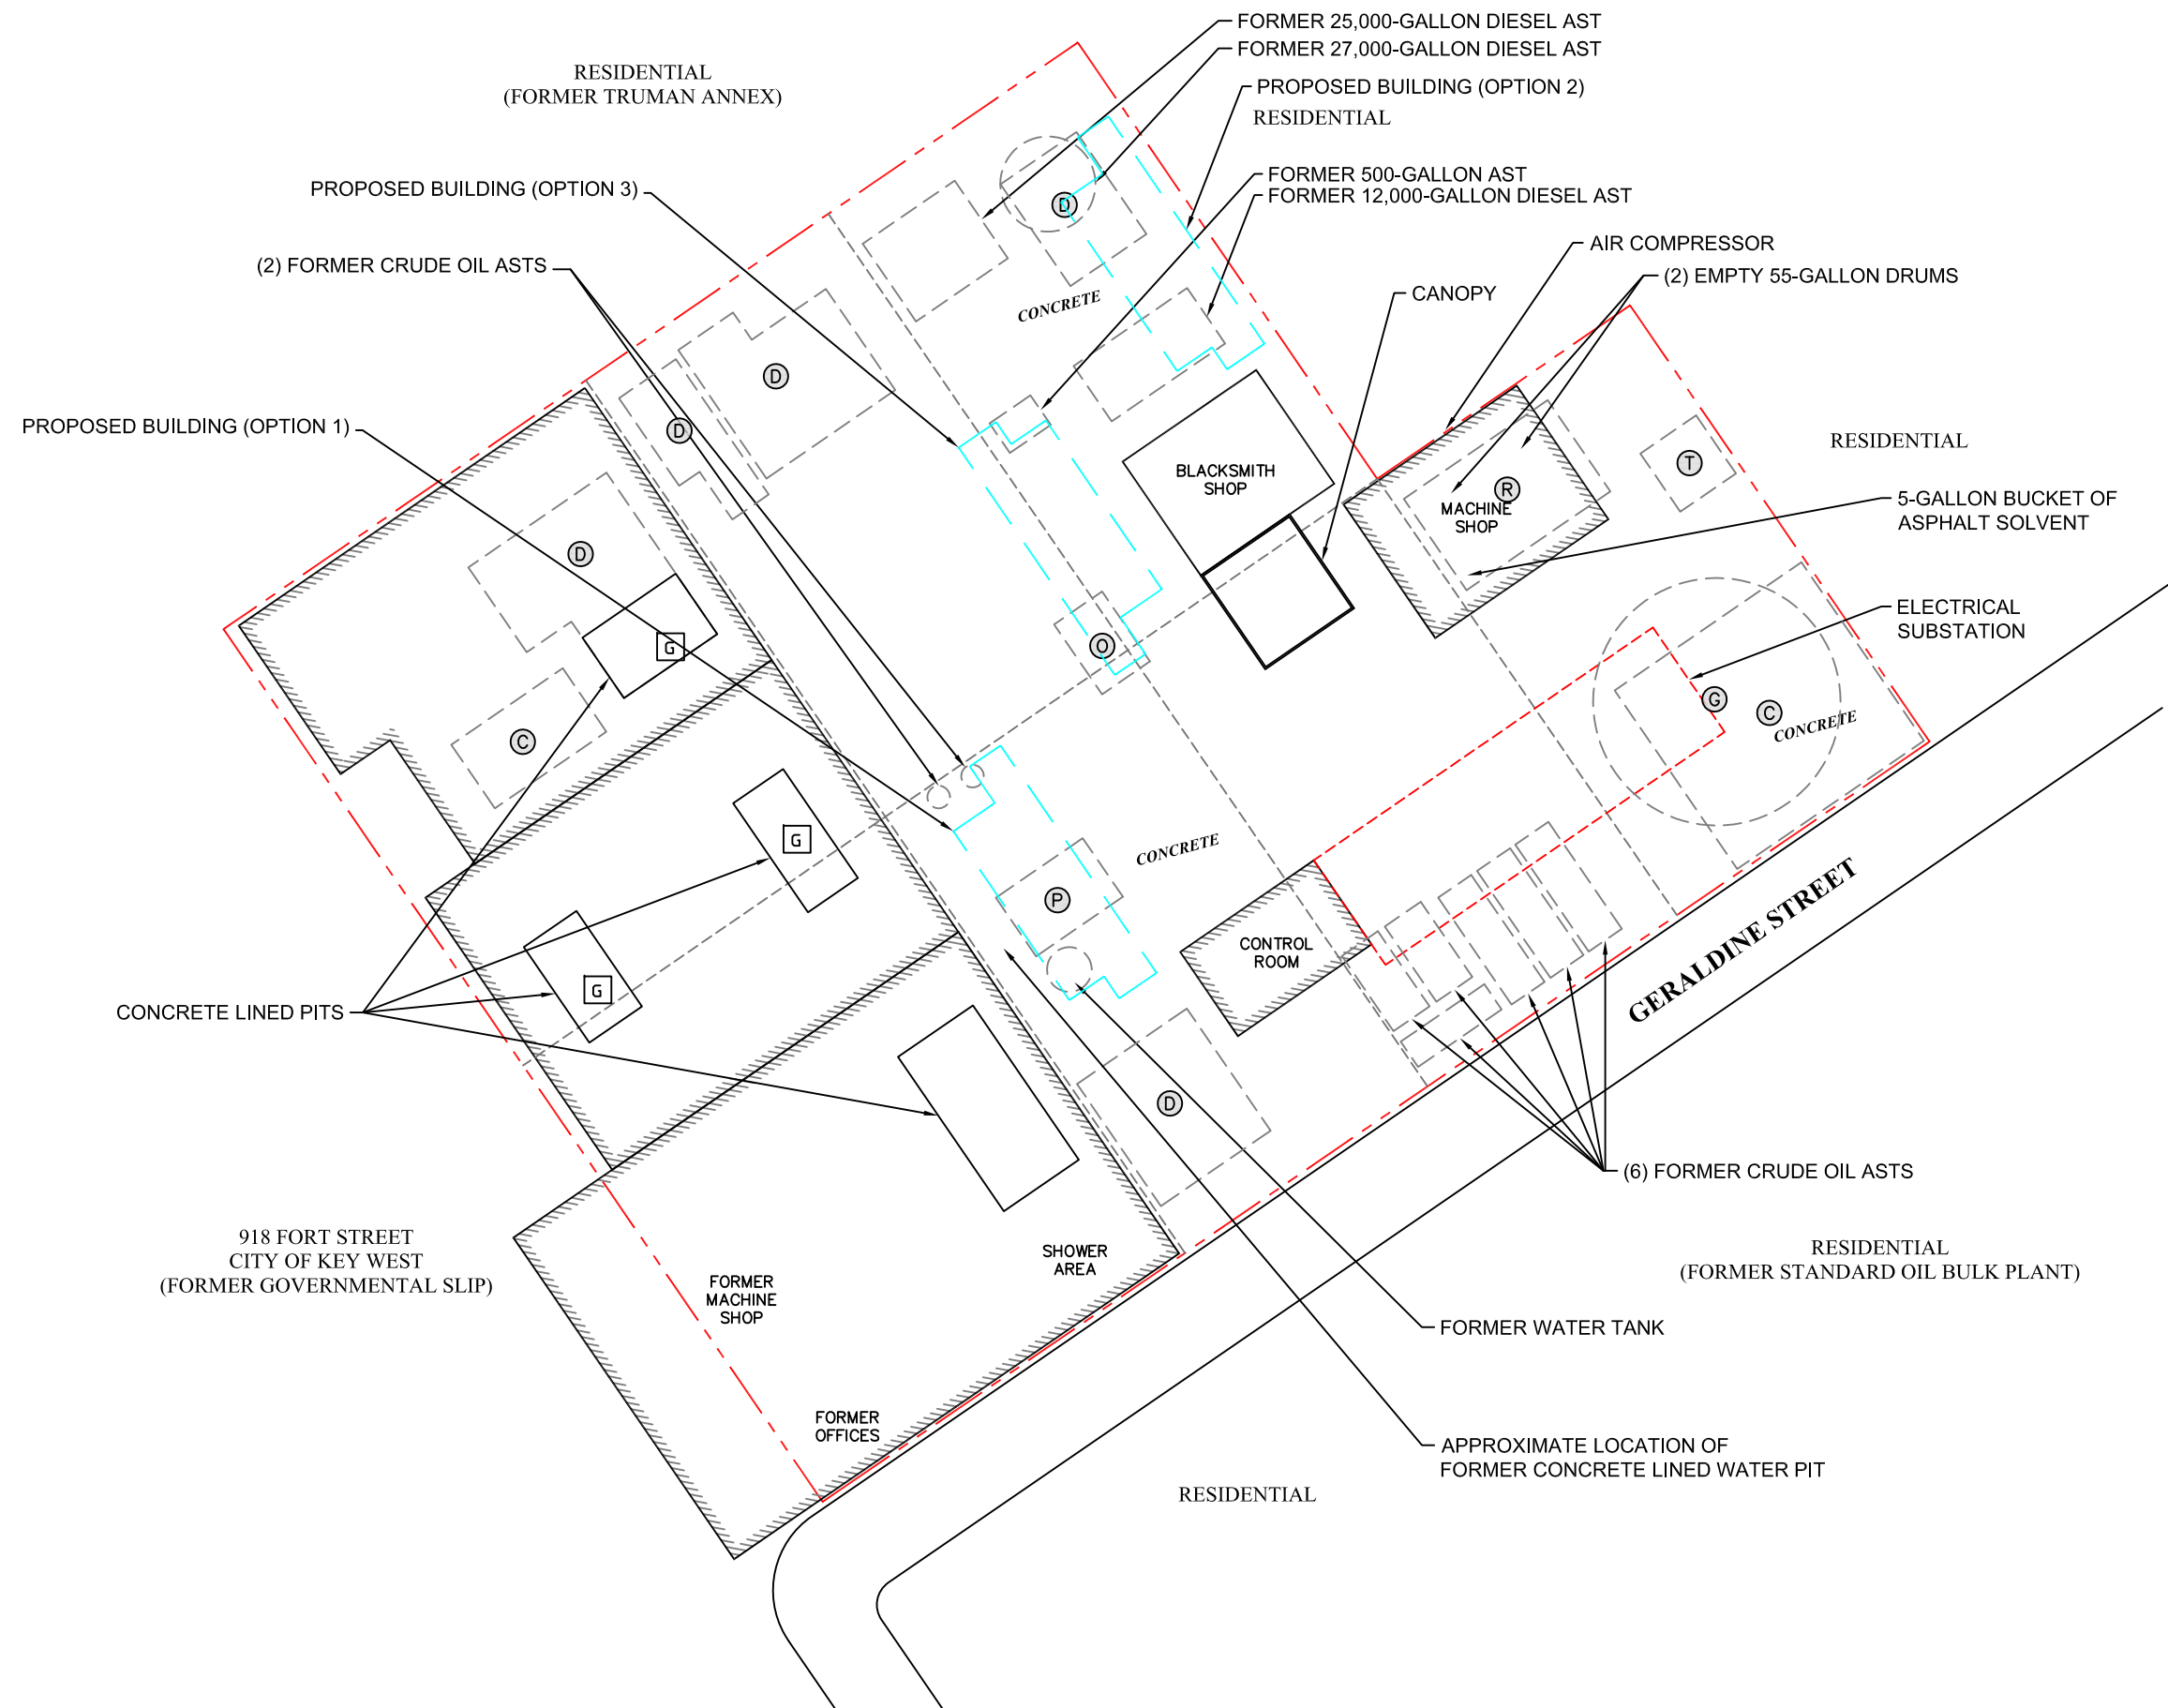 FORMER 25,000-GALLON DIESEL AST
FORMER 27,000-GALLON DIESEL AST
RESIDENTIAL
(FORMER TRUMAN ANNEX)
PROPOSED BUILDING (OPTION 2)
RESIDENTIAL
FORMER 500-GALLON AST
FORMER 12,000-GALLON DIESEL AST
PROPOSED BUILDING (OPTION 3)
D
AIR COMPRESSOR
(2) FORMER CRUDE OIL ASTS
(2) EMPTY 55-GALLON DRUMS
CANOPY
CONCRETE
D
PROPOSED BUILDING (OPTION 1)
D
RESIDENTIAL
T
BLACKSMITH
SHOP
R
MACHINE
SHOP
5-GALLON BUCKET OF
ASPHALT SOLVENT
D
ELECTRICAL
SUBSTATION
G
O
G
C
CONCRETE
C
G
CONCRETE
P
CONTROL
ROOM
GERALDINE STREET
G
CONCRETE LINED PITS
D
(6) FORMER CRUDE OIL ASTS
918 FORT STREET
CITY OF KEY WEST
(FORMER GOVERNMENTAL SLIP)
SHOWER
AREA
RESIDENTIAL
(FORMER STANDARD OIL BULK PLANT)
FORMER
MACHINE
SHOP
FORMER WATER TANK
FORMER
OFFICES
APPROXIMATE LOCATION OF
FORMER CONCRETE LINED WATER PIT
RESIDENTIAL